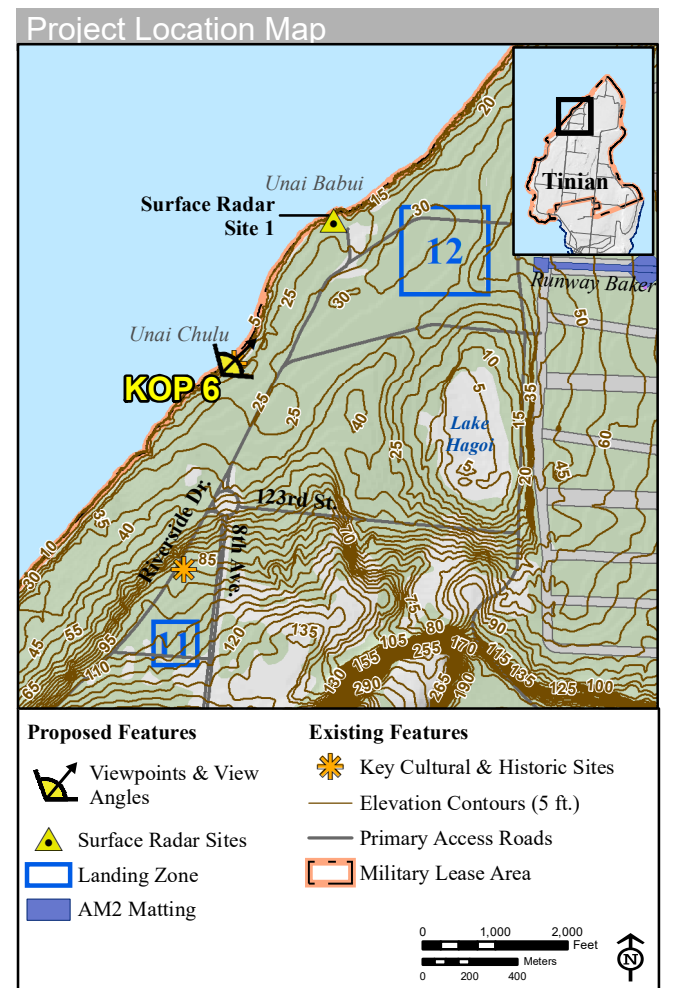 Project Location Map
20
Unai Babui
15
Surface Radar
Site 1
30
12
Tinian
25
30
Runway Baker
5
50
Unai Chulu
KOP 6
10
5
35
25
25
40
15
Lake
Hagoi
60
25
5
45
20
35
40
Riverside Dr.
123rd St.
8th Ave.
70
10
30
85
75
45
55
95
11
120
135
80
90
105
170
65
110
155
255
115
130
290
265
190
135
125
100
Proposed Features
Existing Features
Viewpoints & View
Angles
Key Cultural & Historic Sites
Elevation Contours (5 ft.)
Surface Radar Sites
Primary Access Roads
Landing Zone
Military Lease Area
AM2 Matting
0 1,000 2,000
Feet
Meters
0 200 400
N